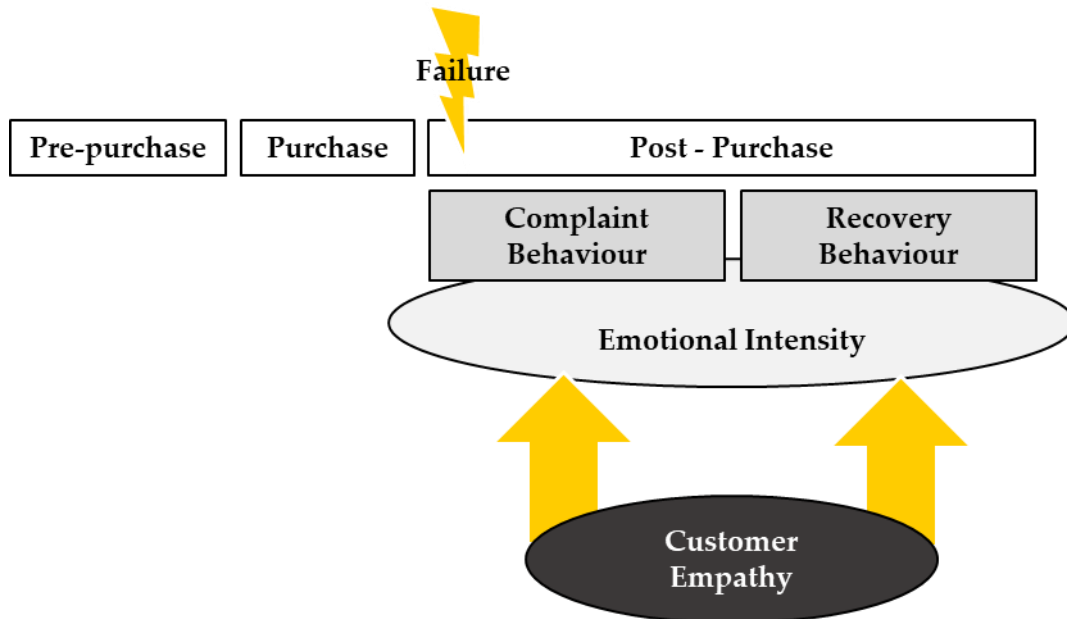 Failure
Pre-purchase
Purchase
Post - Purchase
Complaint
Behaviour
Recovery
Behaviour
Emotional Intensity
Customer
Empathy